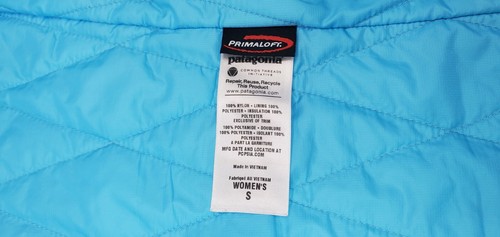 PRIMALOFT
patagonia
COMMON THREADS
INITIATIVE
Repair, Reuse, Recycle
This Product
www.patagonia.com
100% NYLON • LINING 100%
POLYESTER • INSULATION 100%
POLYESTER
EXCLUSIVE OF TRIM
100% POLYAMIDE • DOUBLURE
100% POLYESTER • ISOLANT 100%
POLYESTER
A PART LA GARNITURE
MFG DATE AND LOCATION AT
PCPSIA.COM
Made in VIETNAM
Fabriqué AU VIETNAM
WOMEN'S
S